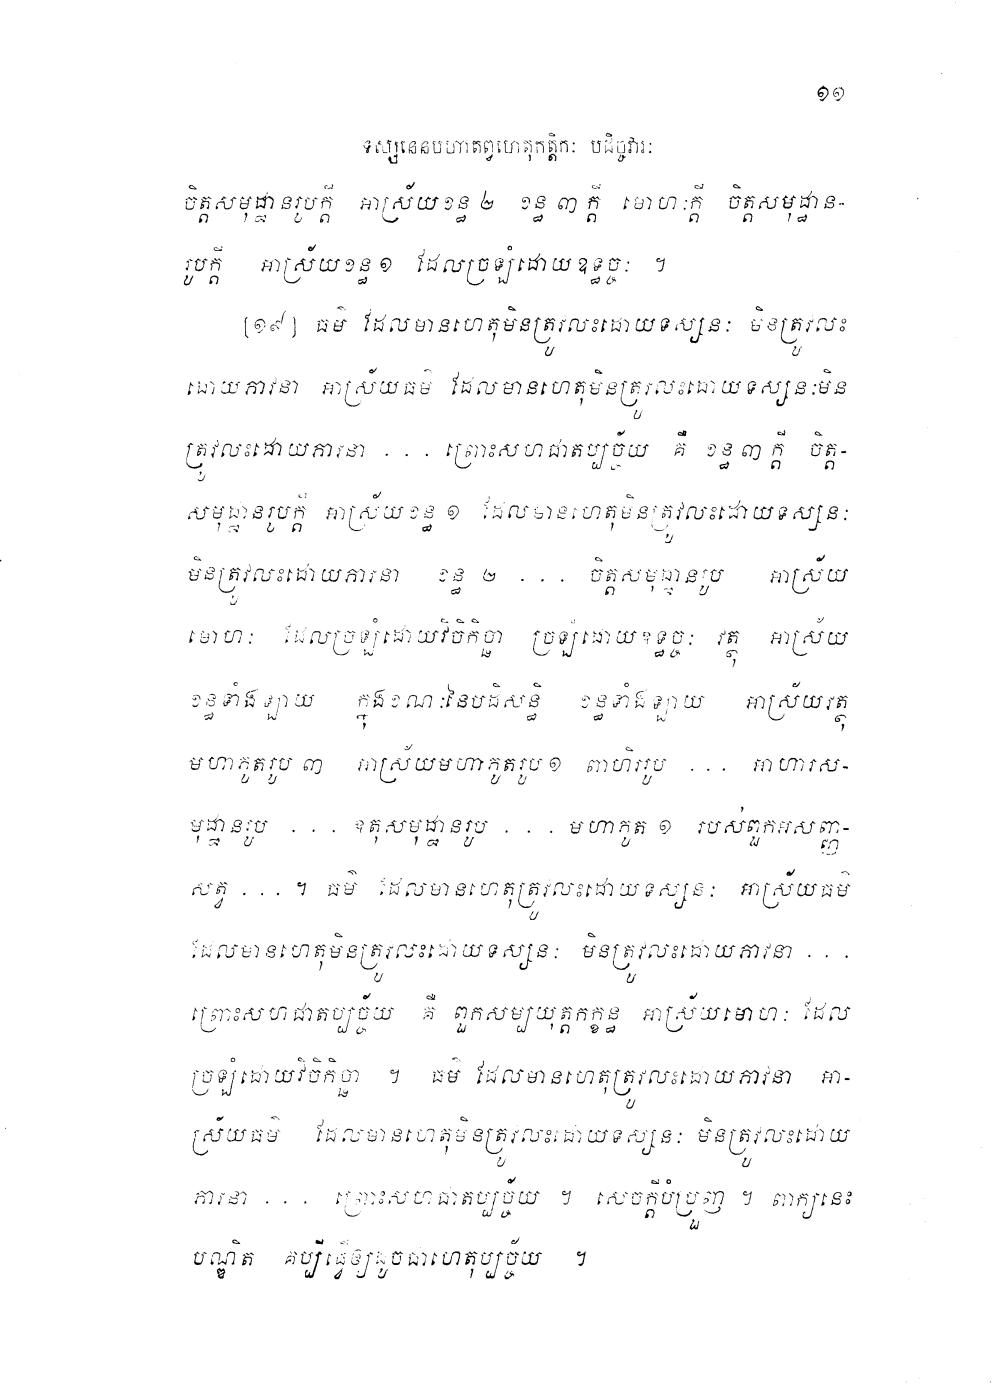 ១១
ទស្សនេនបហាតព្វហេតុកត្តិកៈ បដិច្ចវារៈ
ចិត្តសមុដ្ឋានរូបក្តី អាស្រ័យខន្ធ ២ ខន្ធ ៣ ក្តី មោហៈក្តី ចិត្តសមុដ្ឋាន-
រូបក្តី អាស្រ័យខន្ធ ១ ដែលច្រឡំដោយឧទ្ធច្ចៈ ។
[១៩] ធម៌ ដែលមានហេតុមិនត្រូវលះដោយទស្សនៈ មិនត្រូវលះ
ដោយភាវនា អាស្រ័យធម៌ ដែលមានហេតុមិនត្រូវលះដោយទស្សនៈមិន
ត្រូវលះដោយភាវនា ... ព្រោះសហជាតប្បច្ច័យ គឺ ខន្ធ ៣ ក្តី ចិត្ត-
សមុដ្ឋានរូបក្តី អាស្រ័យខន្ធ ១ ដែលមានហេតុមិនត្រូវលះដោយទស្សនៈ
មិនត្រូវលះដោយភាវនា ខន្ធ ២ ... ចិត្តសមុដ្ឋានរូប អាស្រ័យ
មោហៈ ដែលច្រឡំដោយវិចិកិច្ឆា ច្រឡំដោយឧទ្ធច្ចៈ វត្ថុ អាស្រ័យ
ខន្ធទាំងឡាយ ក្នុងខណៈនៃបដិសន្ធិ ខន្ធទាំងឡាយ អាស្រ័យវត្ថុ
មហាភូតរូប ៣ អាស្រ័យមហាភូតរូប ១ ពាហិររូប ... អាហារស-
មុដ្ឋានរូប ... ឧតុសមុដ្ឋានរូប ... មហាភូត ១ របស់ពួកអសញ្ញ-
សត្វ ... ។ ធម៌ ដែលមានហេតុត្រូវលះដោយទស្សនៈ អាស្រ័យធម៌
ដែលមានហេតុមិនត្រូវលះដោយទស្សនៈ មិនត្រូវលះដោយភាវនា ...
ព្រោះសហជាតប្បច្ច័យ គឺ ពួកសម្បយុត្តកក្ខន្ធ អាស្រ័យមោហៈ ដែល
ច្រឡំដោយវិចិកិច្ឆា ។ ធម៌ ដែលមានហេតុត្រូវលះដោយភាវនា អា-
ស្រ័យធម៌ ដែលមានហេតុមិនត្រូវលះដោយទស្សនៈ មិនត្រូវលះដោយ
ភាវនា ... ព្រោះសហជាតប្បច្ច័យ ។ សេចក្តីបំប្រួញ ។ ពាក្យនេះ
បណ្ឌិត គប្បីធ្វើឲ្យដូចជាហេតុប្បច្ច័យ ។